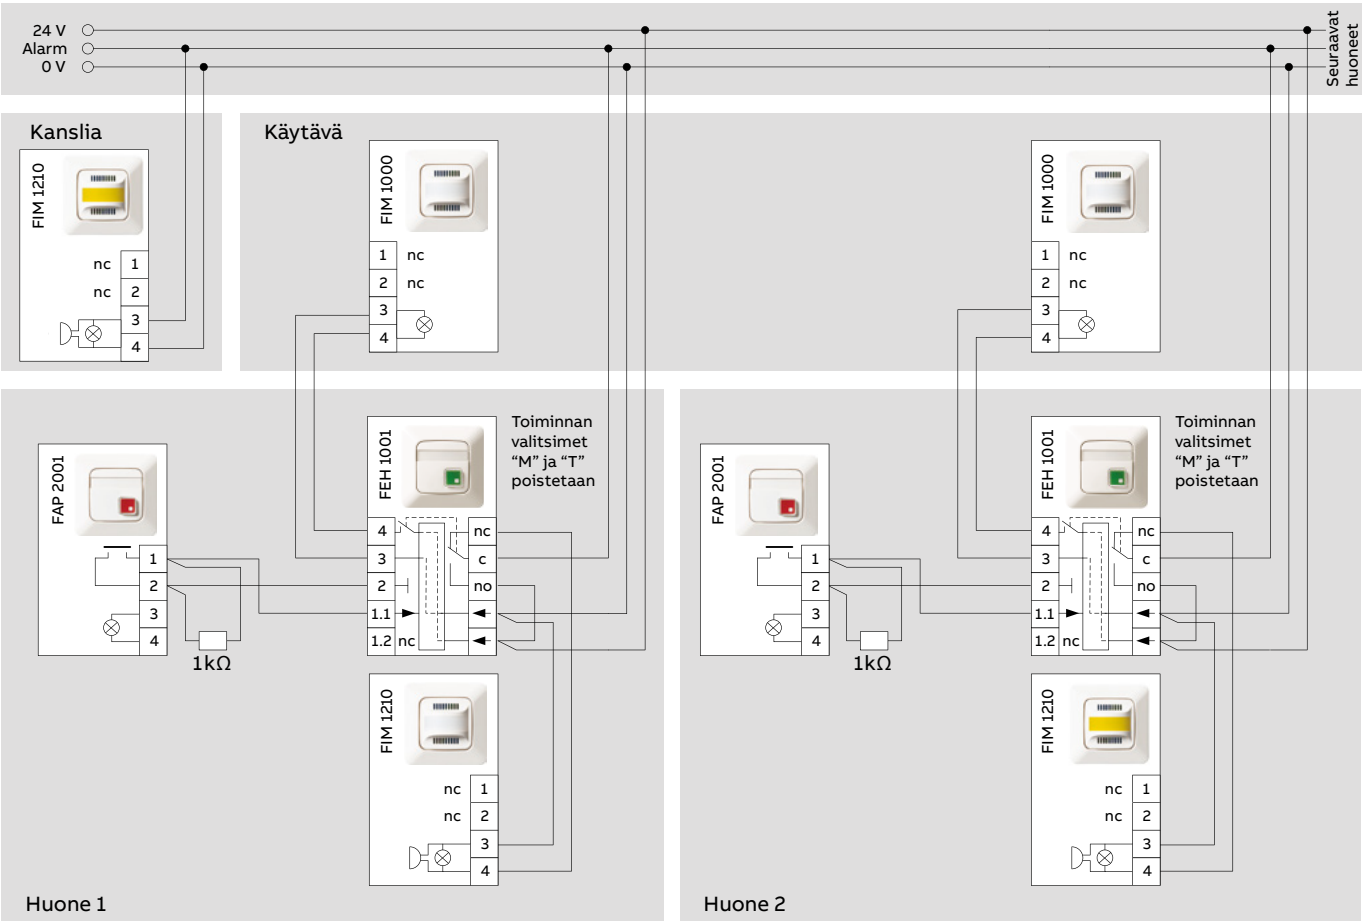 24 V
Alarm
0 V
Seuraavat
huoneet
Kanslia
FIM 1210
nc 1
nc 2
3
4
Käytävä
FIM 1000
1 nc
2 nc
3
4
FIM 1000
1 nc
2 nc
3
4
FAP 2001
1
2
3
4
1kΩ
FEH 1001
Toiminnan
valitsimet
“M” ja “T”
poistetaan
4 nc
3 c
2 no
1.1
1.2 nc
FIM 1210
nc 1
nc 2
3
4
Huone 1
FAP 2001
1
2
3
4
1kΩ
FEH 1001
Toiminnan
valitsimet
“M” ja “T”
poistetaan
4 nc
3 c
2 no
1.1
1.2 nc
FIM 1210
nc 1
nc 2
3
4
Huone 2